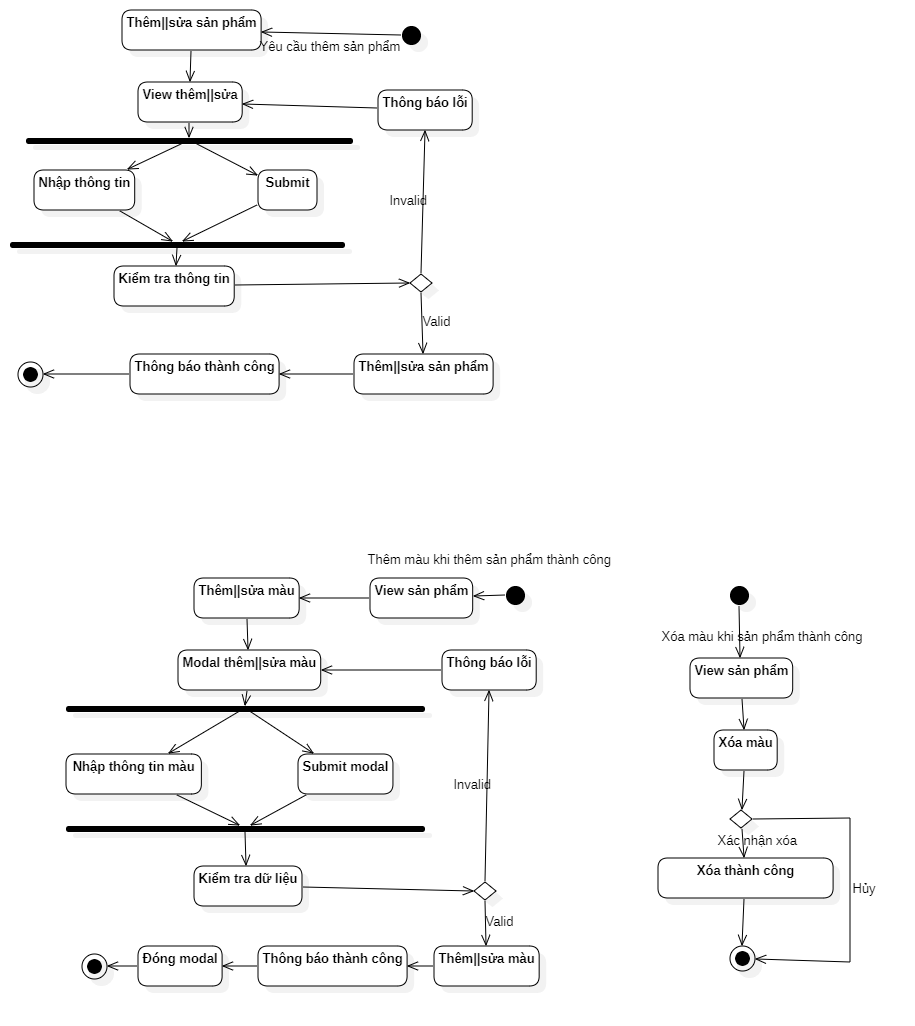 Thêm||sửa sản phẩm
Yêu cầu thêm sản phẩm
View thêm||sửa
Thông báo lỗi
Nhập thông tin
Submit
Invalid
Kiểm tra thông tin
Valid
Thông báo thành công
Thêm||sửa sản phẩm
Thêm màu khi thêm sản phẩm thành công
Thêm||sửa màu
View sản phẩm
Modal thêm||sửa màu
Thông báo lỗi
Nhập thông tin màu
Submit modal
Invalid
Kiểm tra dữ liệu
Valid
Đóng modal
Thông báo thành công
Thêm||sửa màu
Xóa màu khi sản phẩm thành công
View sản phẩm
Xóa màu
Xác nhận xóa
Xóa thành công
Hủy